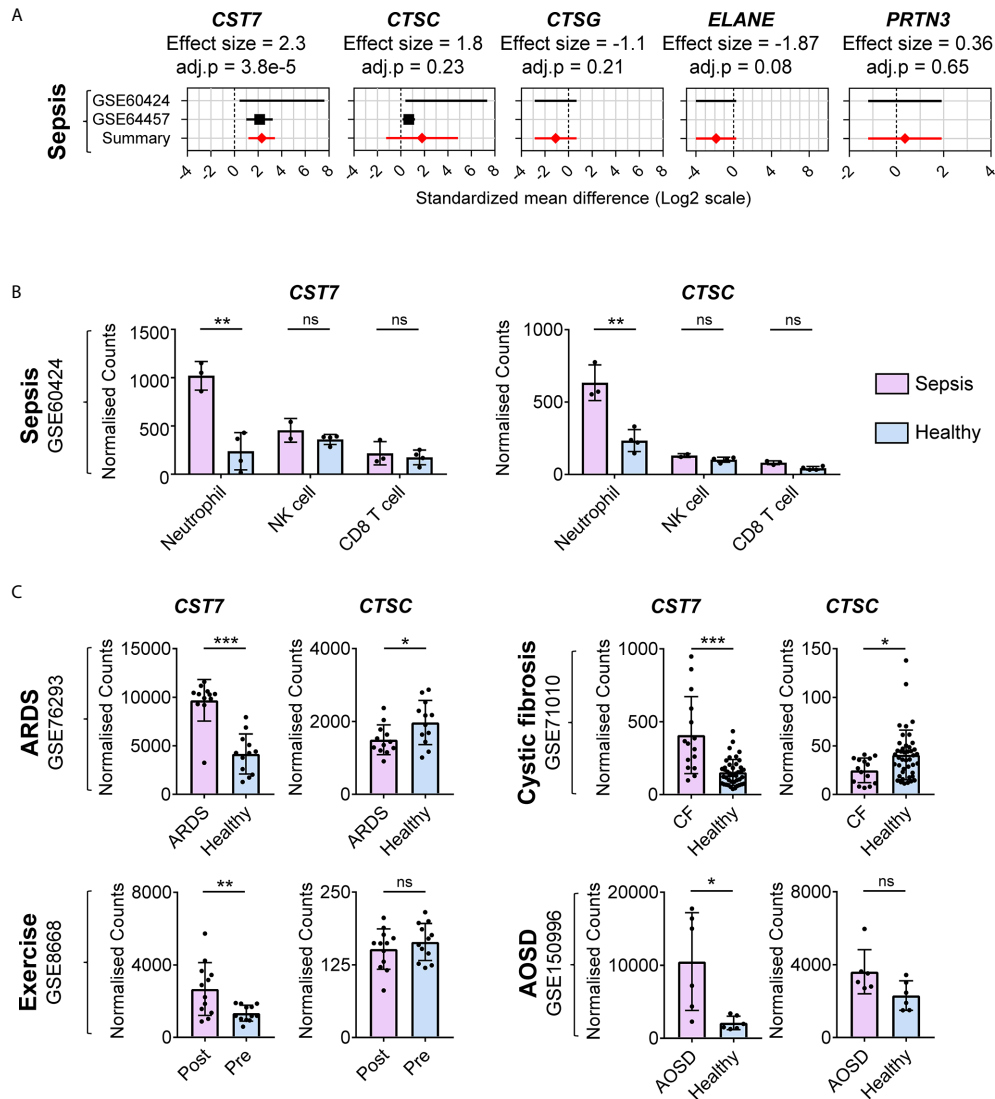 A
CST7
Effect size = 2.3
adj.p = 3.8e-5
CTSC
Effect size = 1.8
adj.p = 0.23
CTSG
Effect size = -1.1
adj.p = 0.21
ELANE
Effect size = -1.87
adj.p = 0.08
PRTN3
Effect size = 0.36
adj.p = 0.65
Sepsis
GSE60424
GSE64457
Summary
-4 -2 0 2 4 6 8
-4 -2 0 2 4 6 8
-4 -2 0 2 4 6 8
-4 0 4 8
-2 0 2 4
Standardized mean difference (Log2 scale)
B
Sepsis
GSE60424
CST7
Normalised Counts
1500
1000
500
0
** ns ns
Neutrophil
NK cell
CD8 T cell
CTSC
Normalised Counts
1000
500
0
** ns ns
Neutrophil
NK cell
CD8 T cell
Sepsis
Healthy
C
ARDS
GSE76293
CST7
Normalised Counts
15000
10000
5000
0
***
ARDS
Healthy
CTSC
Normalised Counts
4000
2000
0
*
ARDS
Healthy
Cystic fibrosis
GSE71010
CST7
Normalised Counts
1000
500
0
***
CF
Healthy
CTSC
Normalised Counts
150
100
50
0
*
CF
Healthy
Exercise
GSE8668
Normalised Counts
8000
4000
0
**
Post
Pre
Normalised Counts
250
125
0
ns
Post
Pre
AOSD
GSE150996
Normalised Counts
20000
10000
0
*
AOSD
Healthy
Normalised Counts
8000
4000
0
ns
AOSD
Healthy